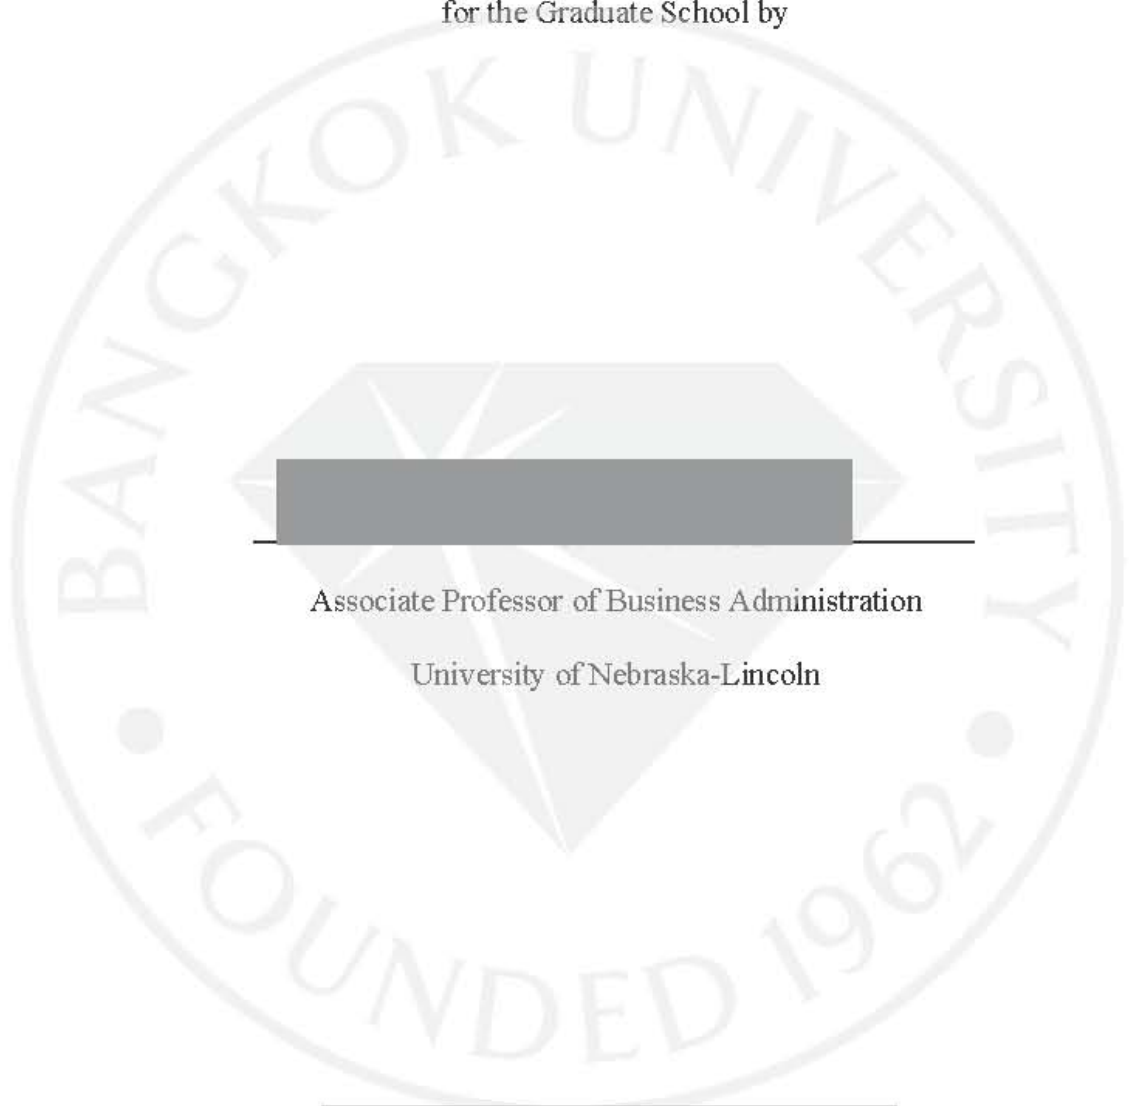 for the Graduate School by
BANGKOK UNIVERSITY
Associate Professor of Business Administration
University of Nebraska-Lincoln
• FOUNDED 1962 •